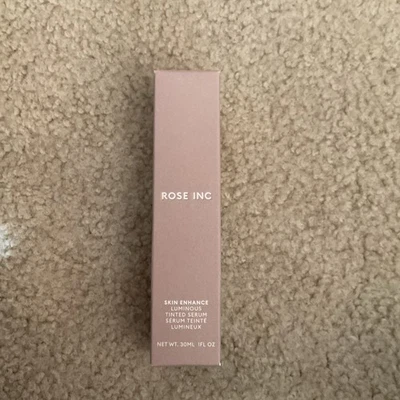 ROSE INC
SKIN ENHANCE
LUMINOUS
TINTED SERUM
SÉRUM TEINTÉ
LUMINEUX
NET WT. 30ML 1FL OZ